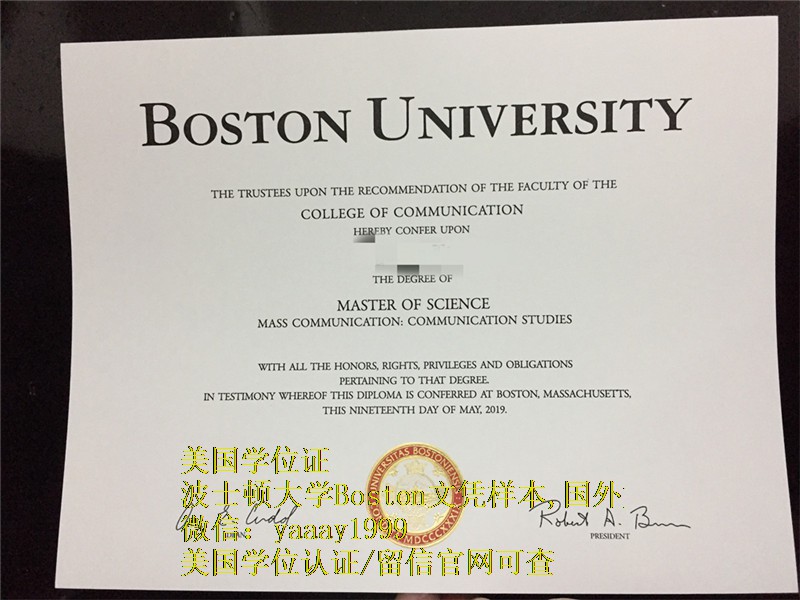 BOSTON UNIVERSITY
THE TRUSTEES UPON THE RECOMMENDATION OF THE FACULTY OF THE
COLLEGE OF COMMUNICATION
HEREBY CONFER UPON
THE DEGREE OF
MASTER OF SCIENCE
MASS COMMUNICATION: COMMUNICATION STUDIES
WITH ALL THE HONORS, RIGHTS, PRIVILEGES AND OBLIGATIONS
PERTAINING TO THAT DEGREE.
IN TESTIMONY WHEREOF THIS DIPLOMA IS CONFERRED AT BOSTON, MASSACHUSETTS,
THIS NINETEENTH DAY OF MAY, 2019.
美国学位证
波士顿大学Boston文凭样本,国外
微信: yaaay1999
美国学位认证/留信官网可查
UNIVERSITAS BOSTONIENSIS
MDCCCXXXIX
Robert A.
PRESIDENT